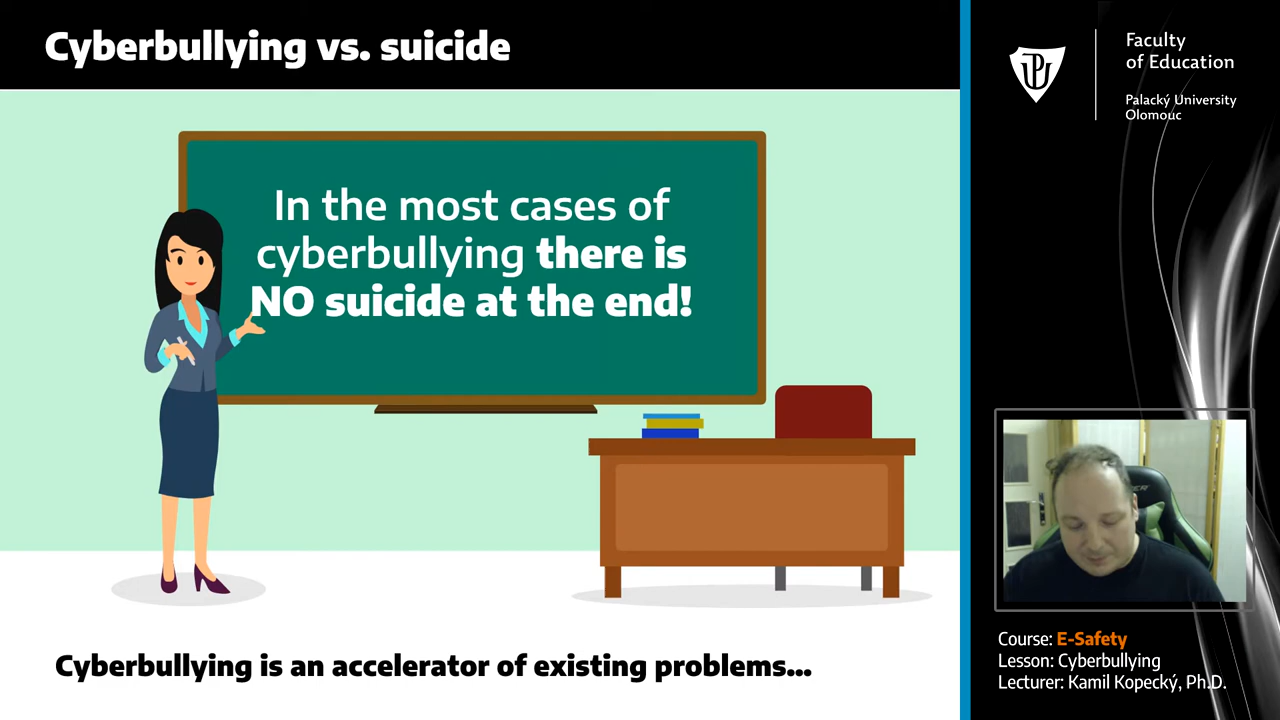 Cyberbullying vs. suicide
In the most cases of
cyberbullying there is
NO suicide at the end!
Cyberbullying is an accelerator of existing problems...
Faculty
of Education
Palacký University
Olomouc
Course: E-Safety
Lesson: Cyberbullying
Lecturer: Kamil Kopecký, Ph.D.